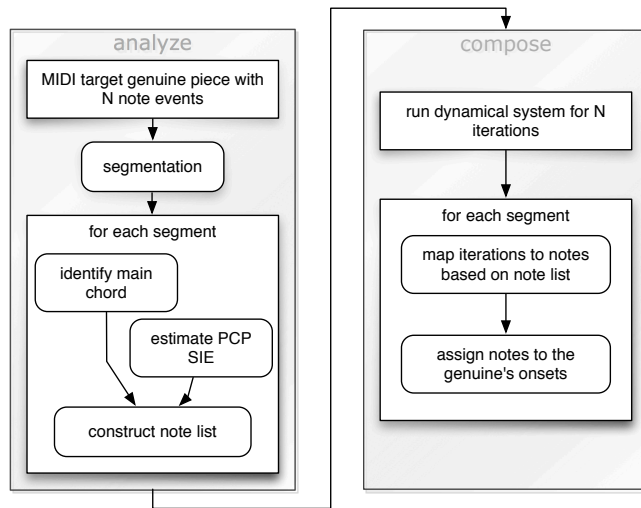 analyze
MIDI target genuine piece with
N note events
segmentation
for each segment
identify main
chord
estimate PCP
SIE
construct note list
compose
run dynamical system for N
iterations
for each segment
map iterations to notes
based on note list
assign notes to the
genuine's onsets